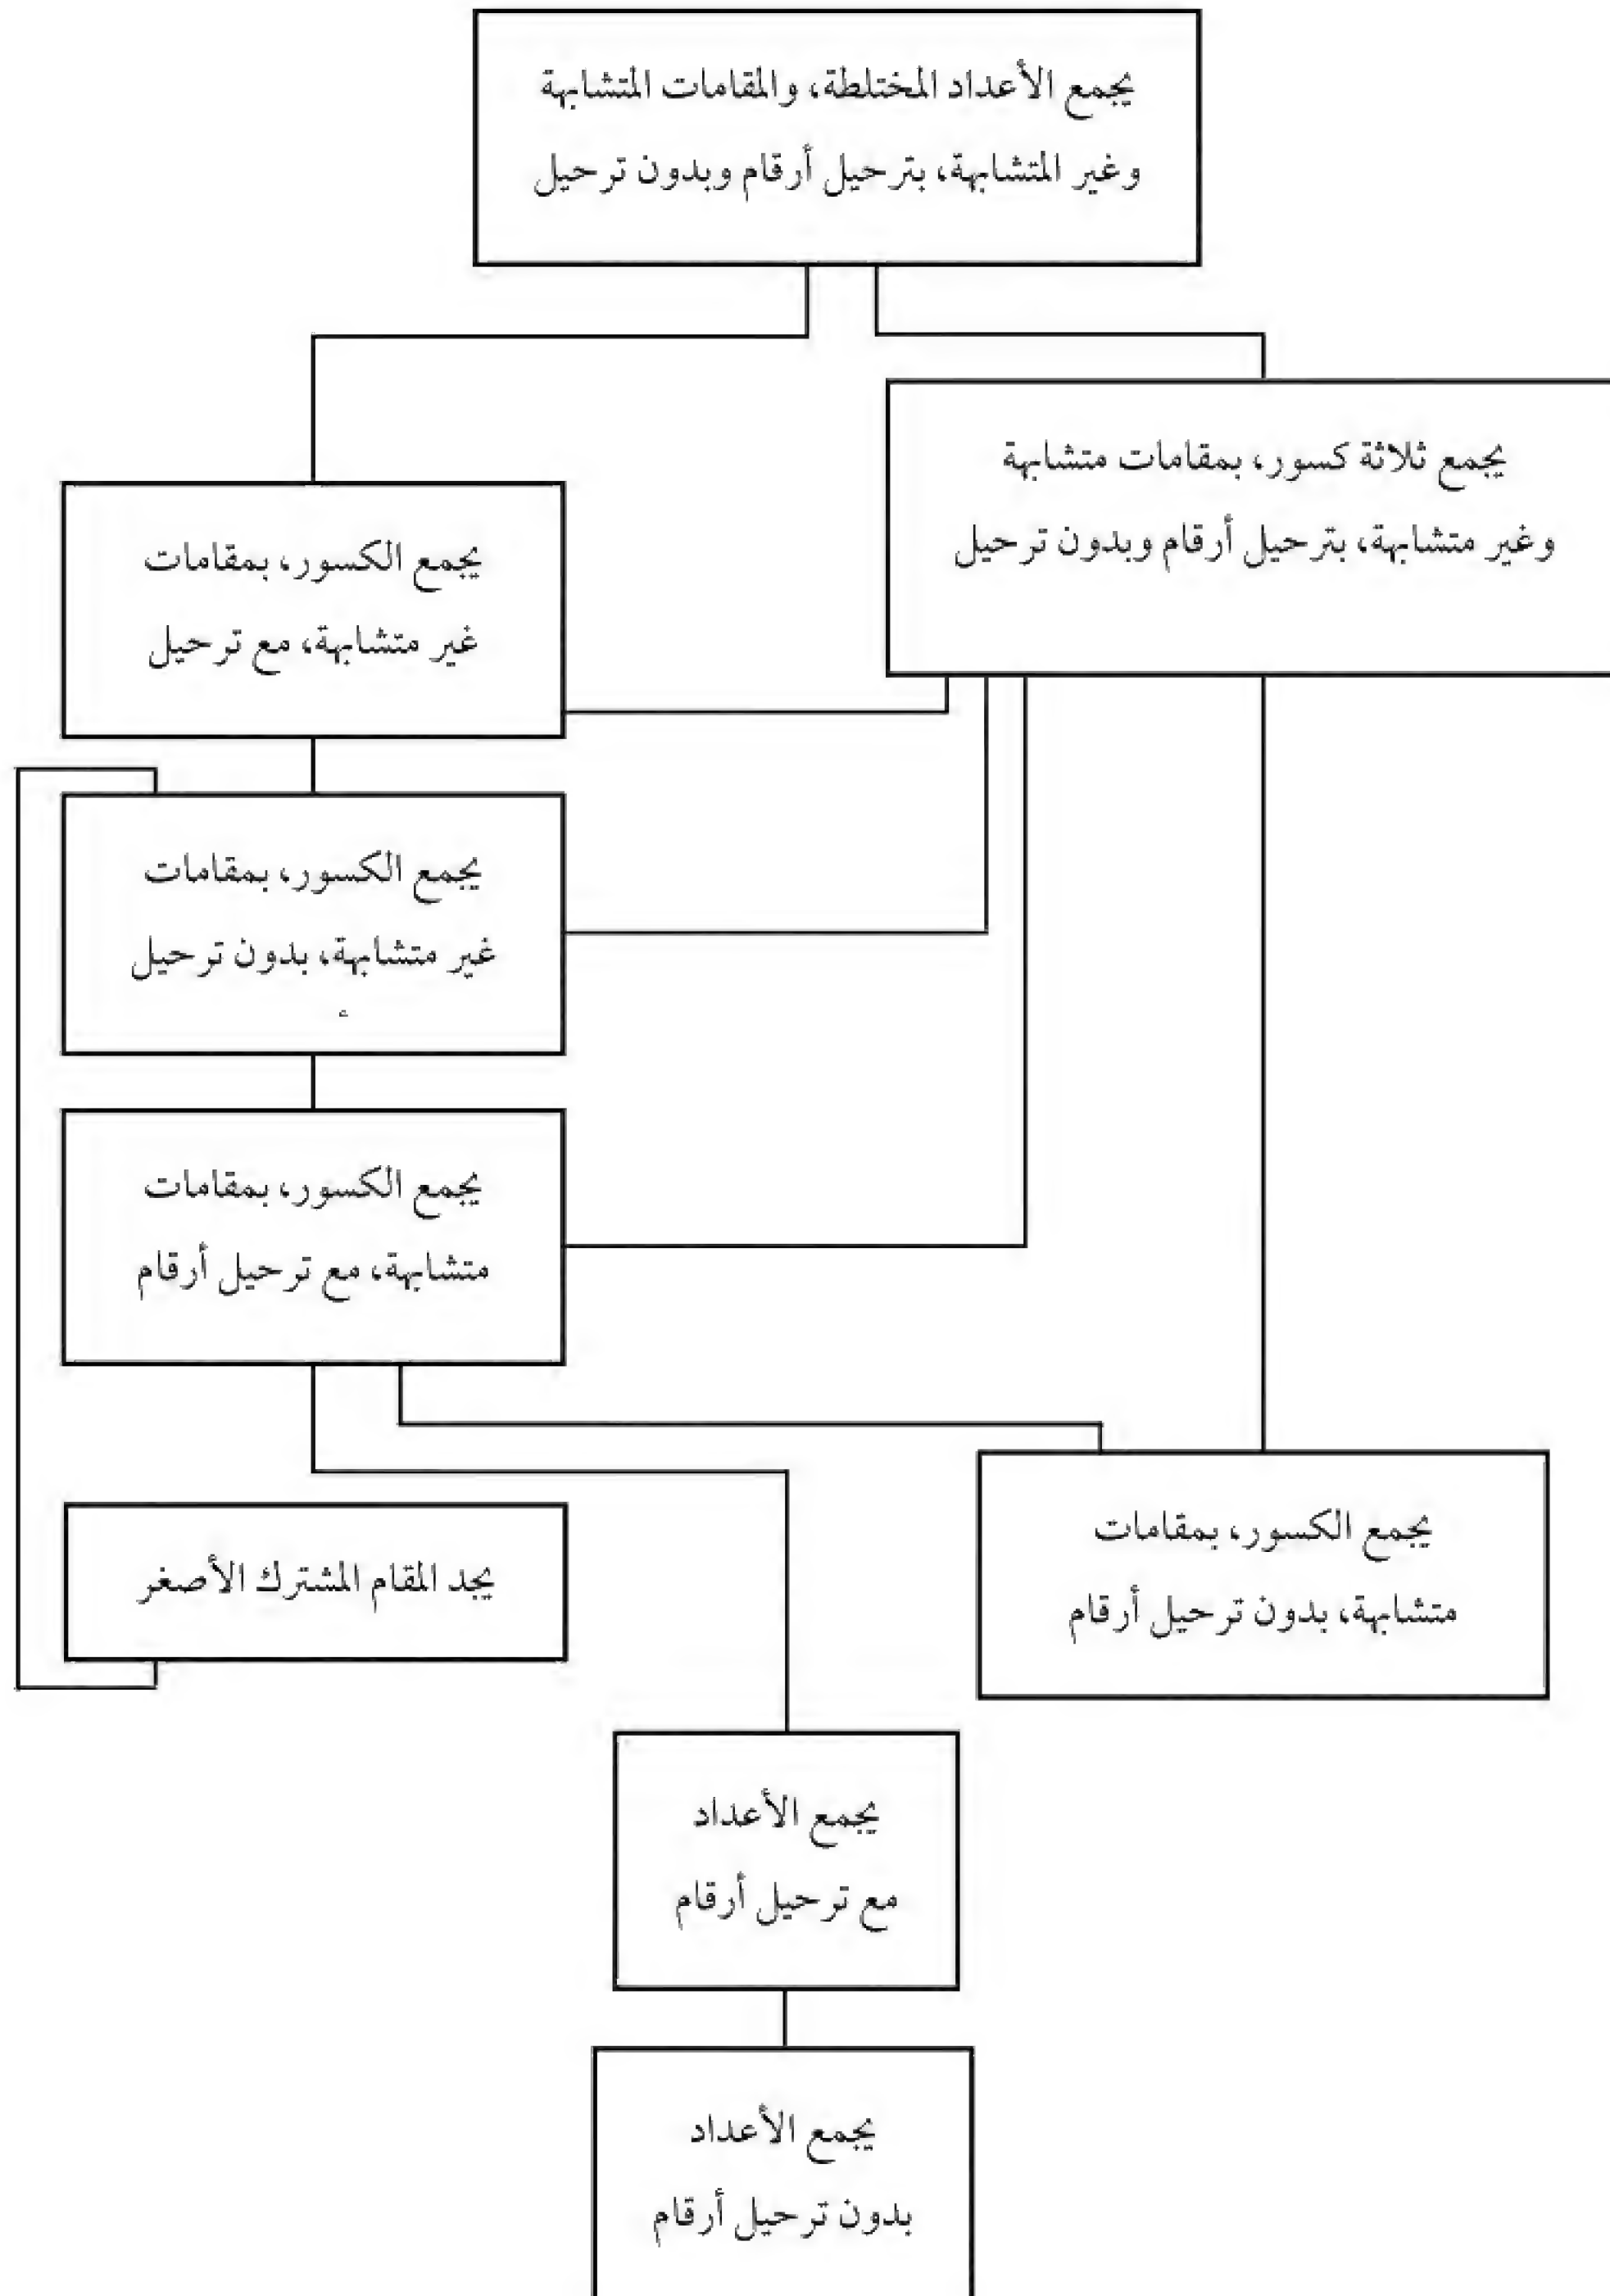 يجمع الأعداد المختلطة، والمقامات المتشابهة
وغير المتشابهة، بترحيل أرقام وبدون ترحيل
يجمع ثلاثة كسور، بمقامات متشابهة
وغير متشابهة، بترحيل أرقام وبدون ترحيل
يجمع الكسور، بمقامات
غير متشابهة، مع ترحيل
يجمع الكسور، بمقامات
غير متشابهة، بدون ترحيل
يجمع الكسور، بمقامات
متشابهة، مع ترحيل أرقام
يجمع الكسور، بمقامات
متشابهة، بدون ترحيل أرقام
يجد المقام المشترك الأصغر
يجمع الأعداد
مع ترحيل أرقام
يجمع الأعداد
بدون ترحيل أرقام